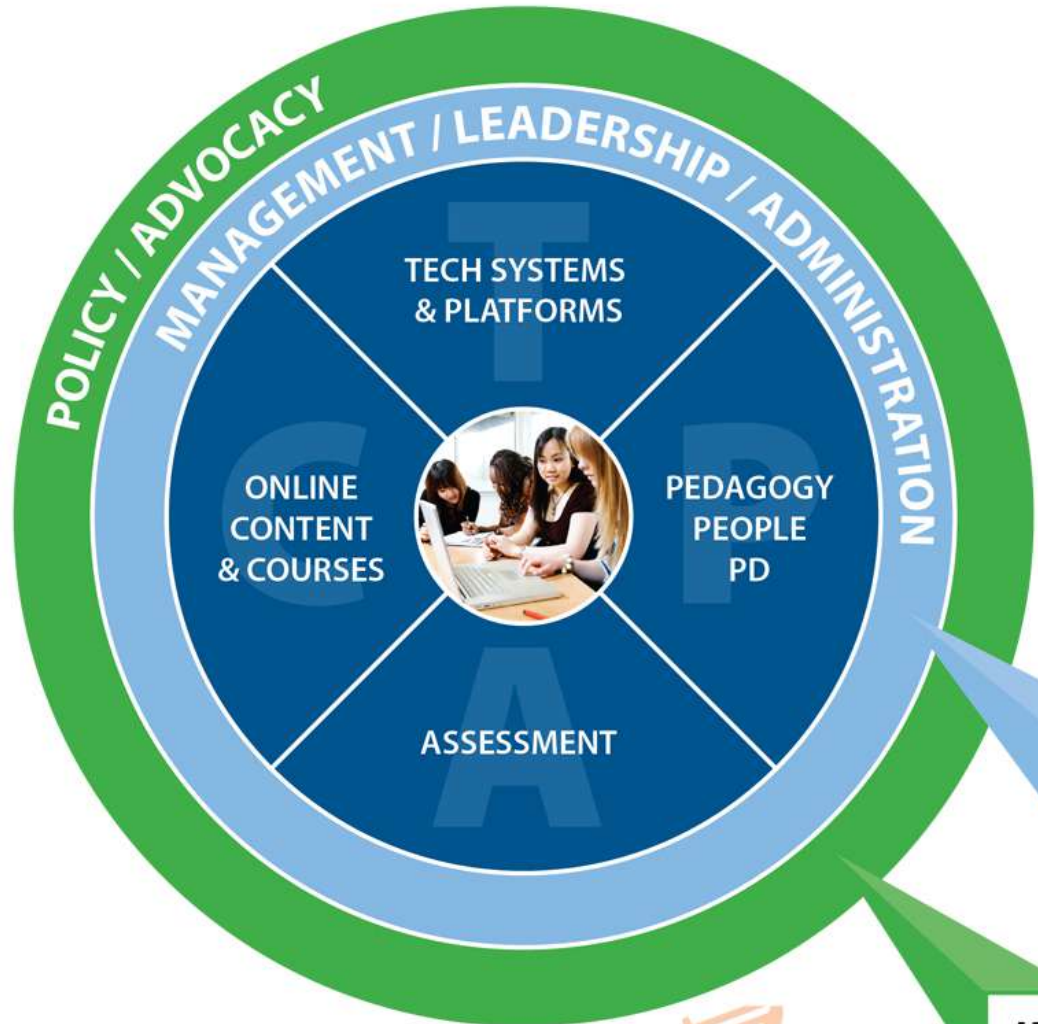 POLICY / ADVOCACY
MANAGEMENT / LEADERSHIP / ADMINISTRATION
T
TECH SYSTEMS
& PLATFORMS
C
ONLINE
CONTENT
& COURSES
P
PEDAGOGY
PEOPLE
PD
A
ASSESSMENT